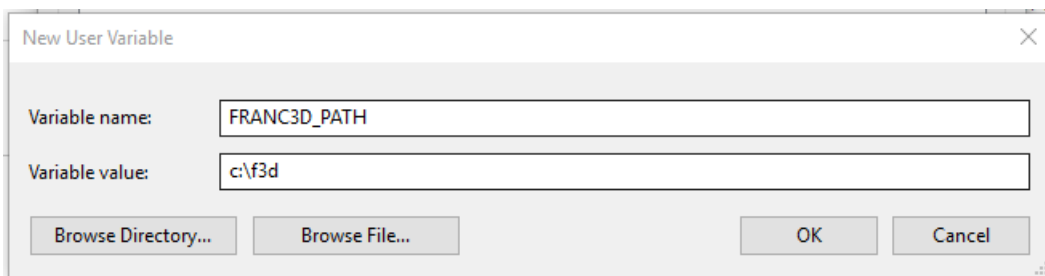 New User Variable
Variable name: FRANC3D_PATH
Variable value: c:\f3d
Browse Directory... Browse File... OK Cancel